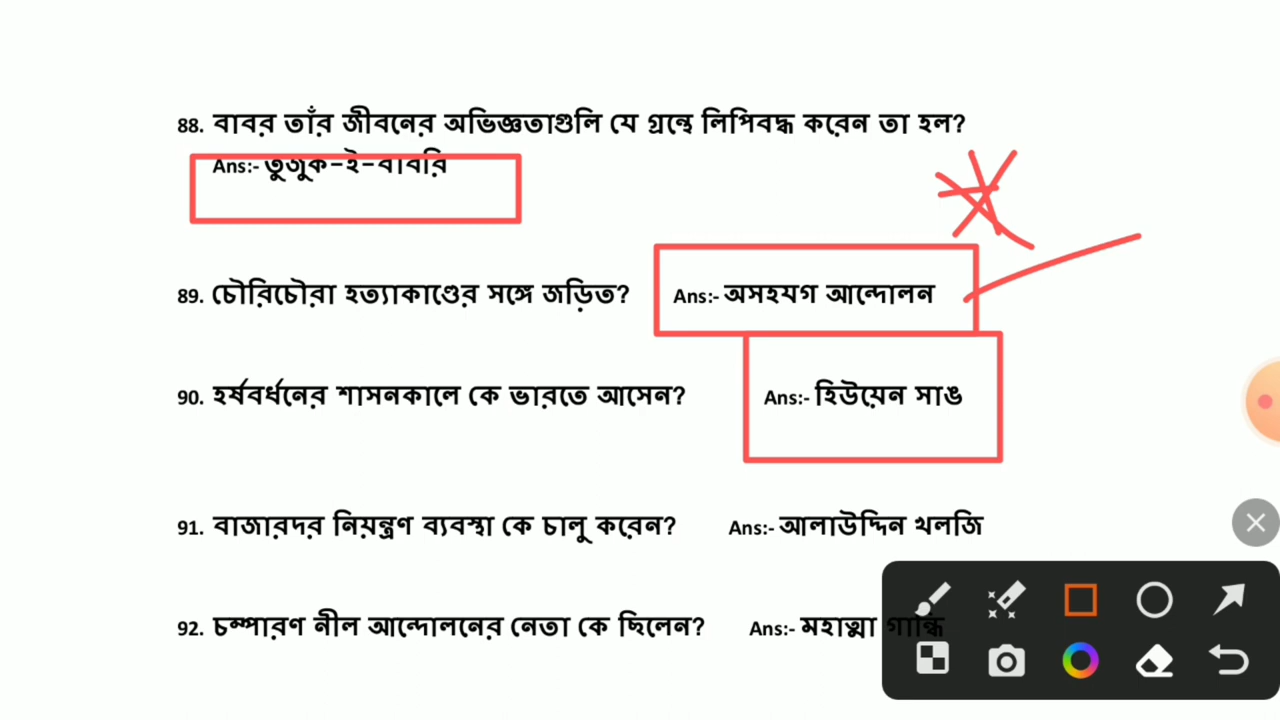 88. বাবর তাঁর জীবনের অভিজ্ঞতাগুলি যে গ্রন্থে লিপিবদ্ধ করেন তা হল?
Ans:- তুজুক-ই-বাবরি
89. চৌরিচৌরা হত্যাকাণ্ডের সঙ্গে জড়িত? Ans:- অসহযগ আন্দোলন
90. হর্ষবর্ধনের শাসনকালে কে ভারতে আসেন? Ans:- হিউয়েন সাঙ
91. বাজারদর নিয়ন্ত্রণ ব্যবস্থা কে চালু করেন? Ans:- আলাউদ্দিন খলজি
92. চম্পারণ নীল আন্দোলনের নেতা কে ছিলেন? Ans:- মহাত্মা গান্ধি